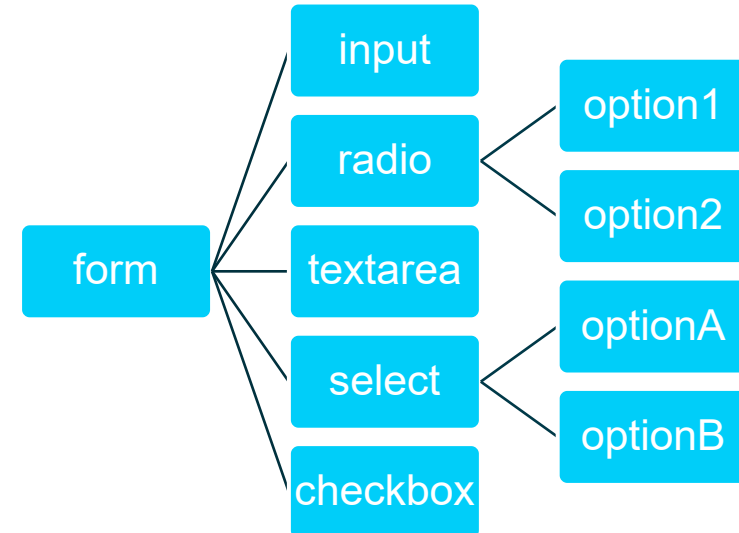 form
input
radio
option1
option2
textarea
select
optionA
optionB
checkbox